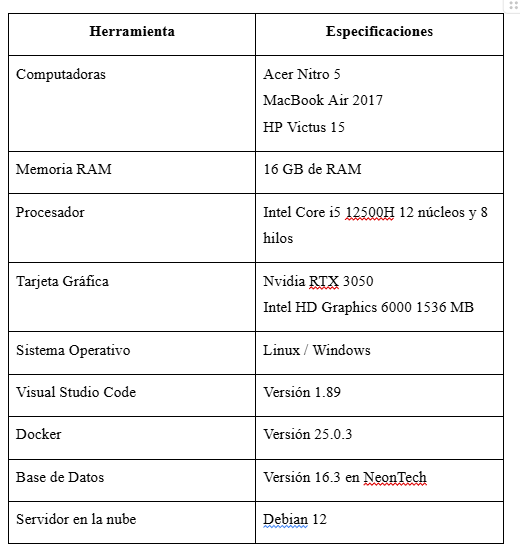 Herramienta Especificaciones
Computadoras Acer Nitro 5
MacBook Air 2017
HP Victus 15
Memoria RAM 16 GB de RAM
Procesador Intel Core i5 12500H 12 núcleos y 8
hilos
Tarjeta Gráfica Nvidia RTX 3050
Intel HD Graphics 6000 1536 MB
Sistema Operativo Linux / Windows
Visual Studio Code Versión 1.89
Docker Versión 25.0.3
Base de Datos Versión 16.3 en NeonTech
Servidor en la nube Debian 12